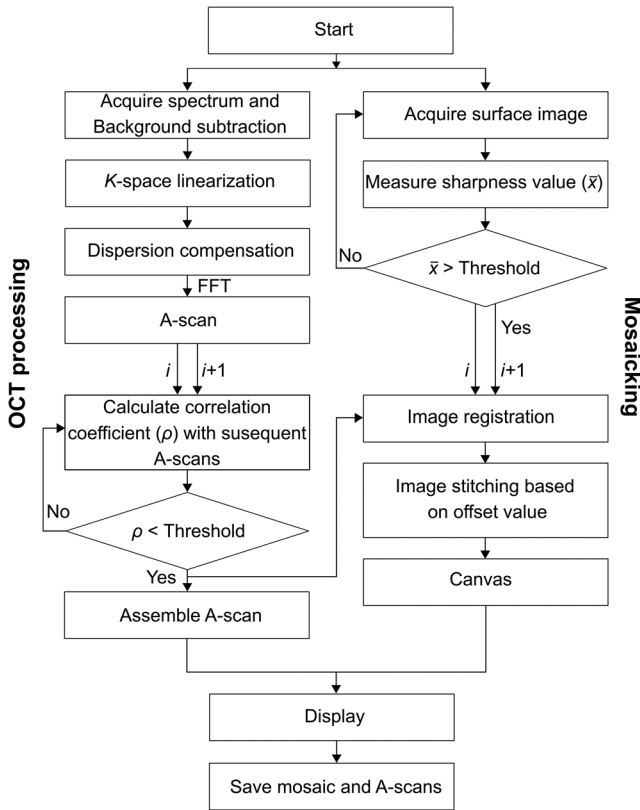 Start
Acquire spectrum and
Background subtraction
K-space linearization
Dispersion compensation
FFT
A-scan
i
i+1
Calculate correlation
coefficient (ρ) with susequent
A-scans
No
ρ < Threshold
Yes
Assemble A-scan
OCT processing
Acquire surface image
Measure sharpness value (x̄)
No
x̄ > Threshold
Yes
i
i+1
Image registration
Image stitching based
on offset value
Canvas
Mosaicking
Display
Save mosaic and A-scans